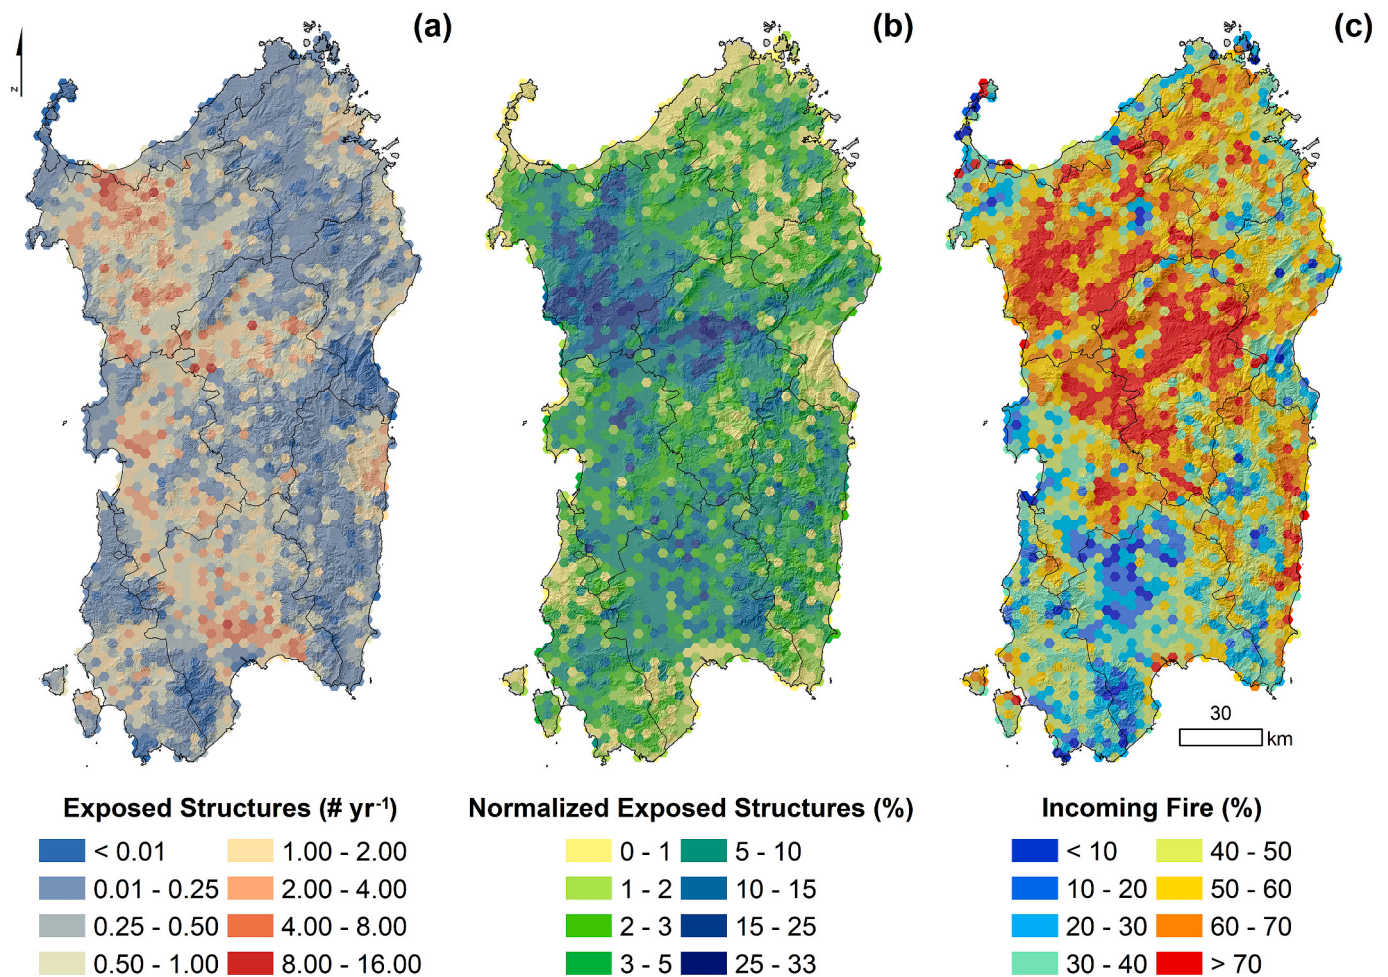 (a)
(b)
(c)
z
30
km
Exposed Structures (# yr⁻¹)
< 0.01
1.00 - 2.00
0.01 - 0.25
2.00 - 4.00
0.25 - 0.50
4.00 - 8.00
0.50 - 1.00
8.00 - 16.00
Normalized Exposed Structures (%)
0 - 1
5 - 10
1 - 2
10 - 15
2 - 3
15 - 25
3 - 5
25 - 33
Incoming Fire (%)
< 10
40 - 50
10 - 20
50 - 60
20 - 30
60 - 70
30 - 40
> 70